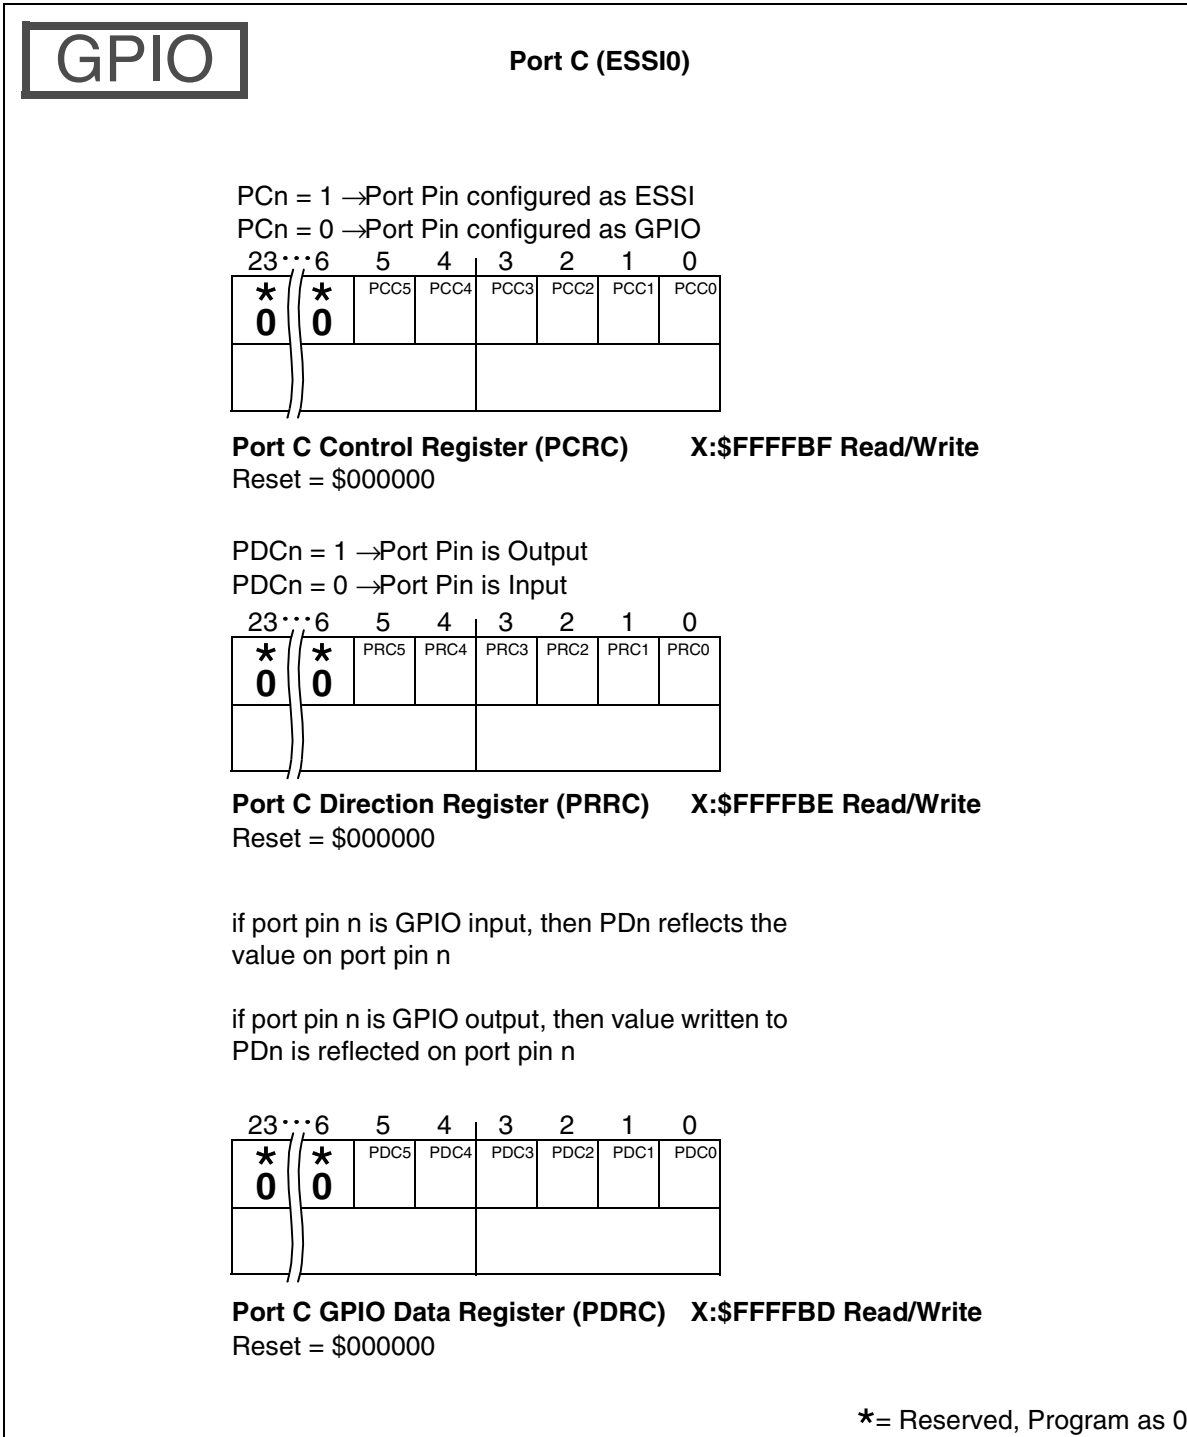 GPIO
Port C (ESSI0)
PCn = 1 →Port Pin configured as ESSI
PCn = 0 →Port Pin configured as GPIO
23 ··· 6 5 4 3 2 1 0
* * PCC5 PCC4 PCC3 PCC2 PCC1 PCC0
0 0
Port C Control Register (PCRC) X:$FFFFBF Read/Write
Reset = $000000
PDCn = 1 →Port Pin is Output
PDCn = 0 →Port Pin is Input
23 ··· 6 5 4 3 2 1 0
* * PRC5 PRC4 PRC3 PRC2 PRC1 PRC0
0 0
Port C Direction Register (PRRC) X:$FFFFBE Read/Write
Reset = $000000
if port pin n is GPIO input, then PDn reflects the
value on port pin n
if port pin n is GPIO output, then value written to
PDn is reflected on port pin n
23 ··· 6 5 4 3 2 1 0
* * PDC5 PDC4 PDC3 PDC2 PDC1 PDC0
0 0
Port C GPIO Data Register (PDRC) X:$FFFFBD Read/Write
Reset = $000000
*= Reserved, Program as 0